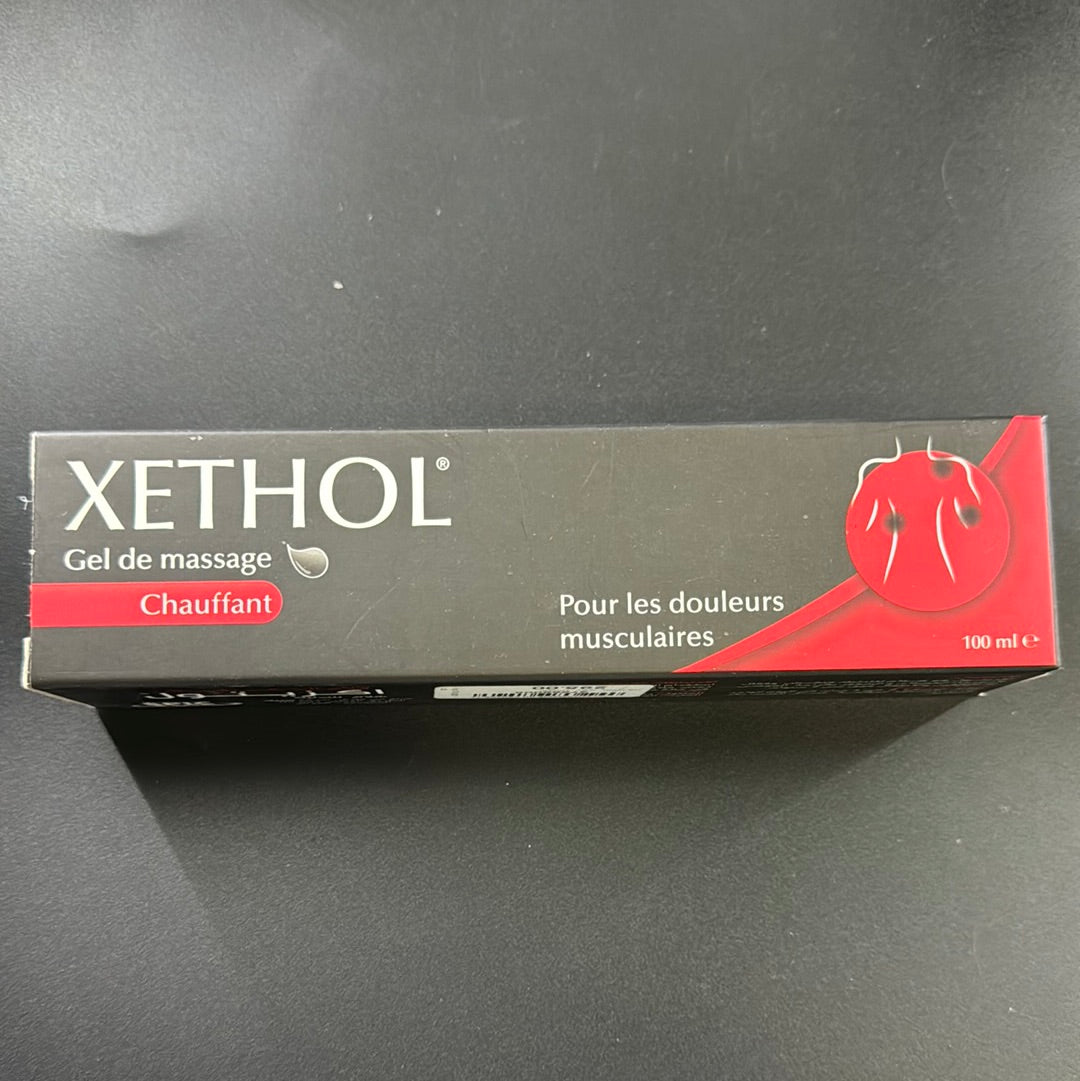 XETHOL®
Gel de massage
Chauffant
Pour les douleurs
musculaires
100 ml ℮